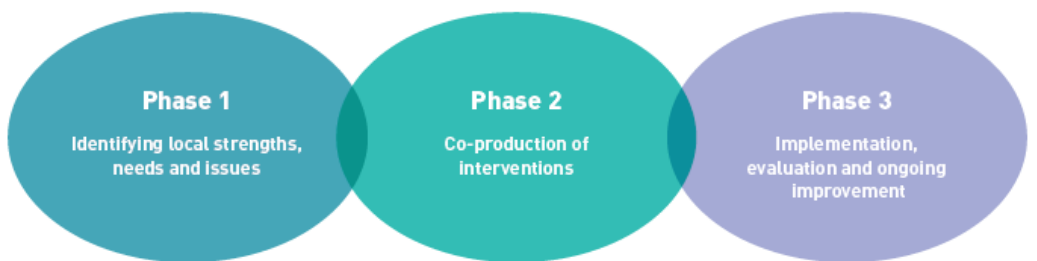 Phase 1
Identifying local strengths,
needs and issues
Phase 2
Co-production of
interventions
Phase 3
Implementation,
evaluation and ongoing
improvement